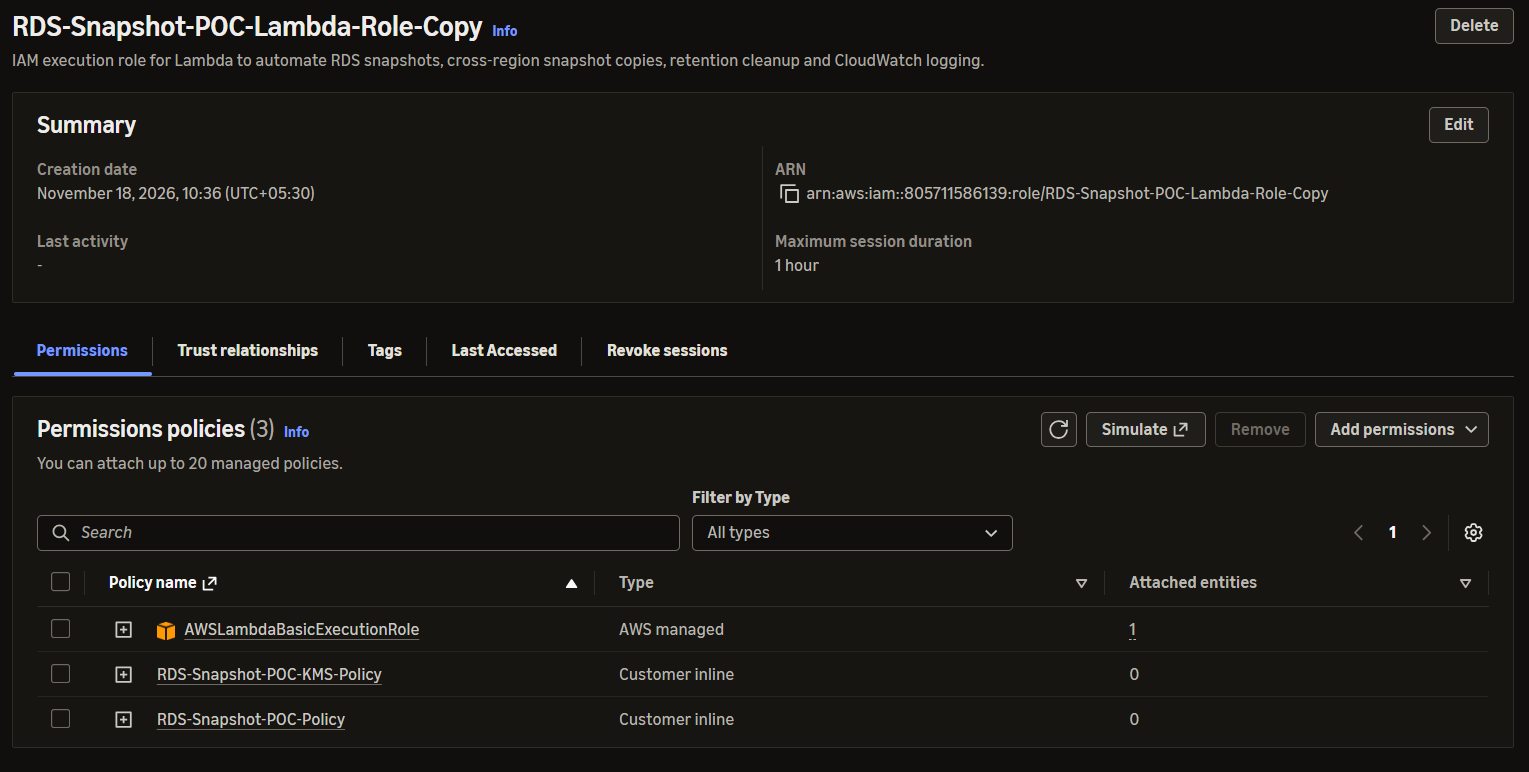 RDS-Snapshot-POC-Lambda-Role-Copy Info
Delete
IAM execution role for Lambda to automate RDS snapshots, cross-region snapshot copies, retention cleanup and CloudWatch logging.
Summary
Edit
Creation date
November 18, 2026, 10:36 (UTC+05:30)
ARN
arn:aws:iam::805711586139:role/RDS-Snapshot-POC-Lambda-Role-Copy
Last activity
-
Maximum session duration
1 hour
Permissions
Trust relationships
Tags
Last Accessed
Revoke sessions
Permissions policies (3) Info
Simulate
Remove
Add permissions
You can attach up to 20 managed policies.
Filter by Type
Search
All types
1
Policy name
Type
Attached entities
AWSLambdaBasicExecutionRole
AWS managed
1
RDS-Snapshot-POC-KMS-Policy
Customer inline
0
RDS-Snapshot-POC-Policy
Customer inline
0